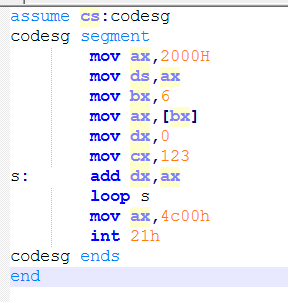 assume cs:codesg
codesg segment
mov ax,2000H
mov ds,ax
mov bx,6
mov ax,[bx]
mov dx,0
mov cx,123
s: add dx,ax
loop s
mov ax,4c00h
int 21h
codesg ends
end